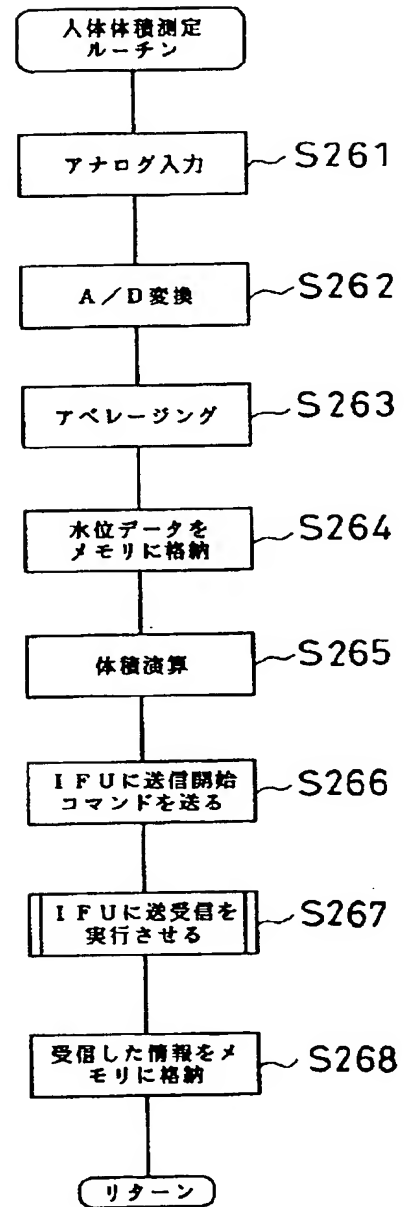 人体体積測定
ルーチン
アナログ入力
S261
A/D変換
S262
アベレージング
S263
水位データを
メモリに格納
S264
体積演算
S265
IFUに送信開始
コマンドを送る
S266
IFUに送受信を
実行させる
S267
受信した情報をメ
モリに格納
S268
リターン